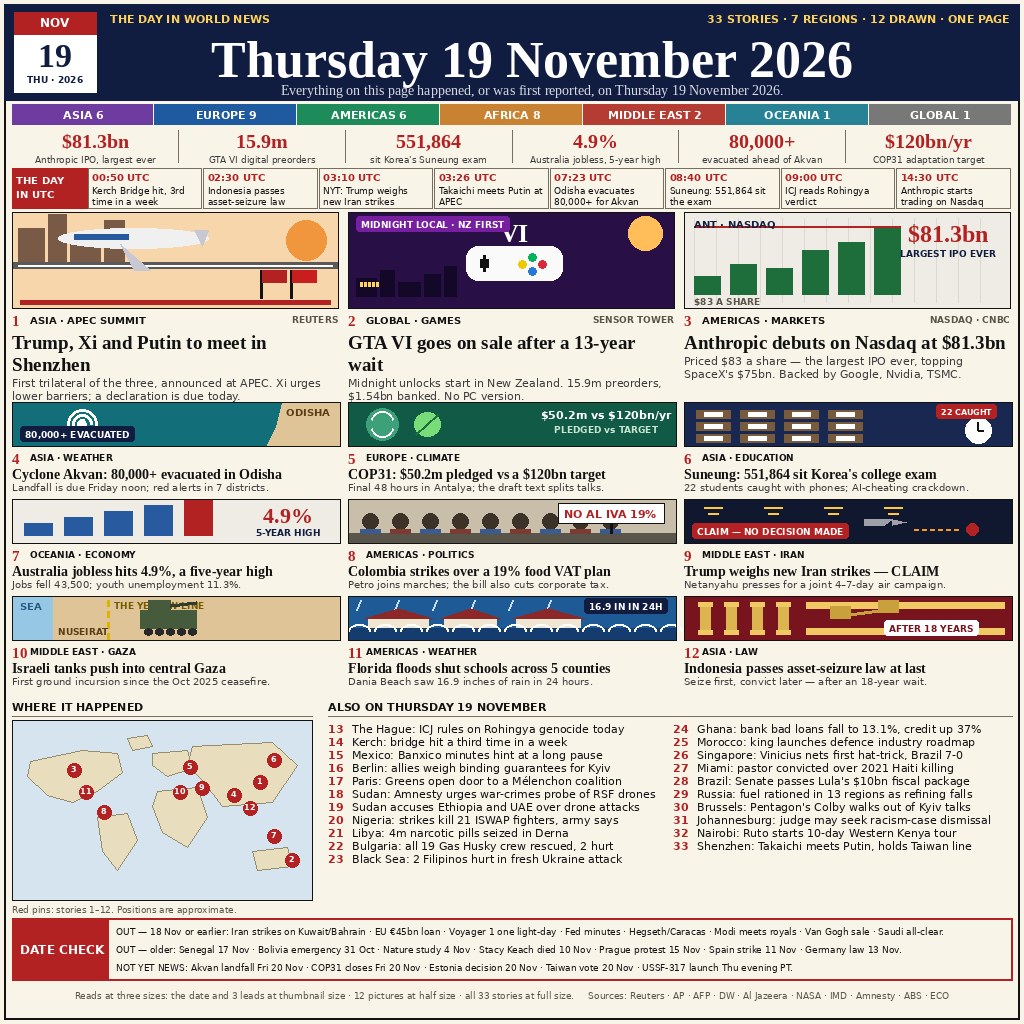 NOV
19
THU · 2026
THE DAY IN WORLD NEWS
33 STORIES · 7 REGIONS · 12 DRAWN · ONE PAGE
Thursday 19 November 2026
Everything on this page happened, or was first reported, on Thursday 19 November 2026.
ASIA 6
EUROPE 9
AMERICAS 6
AFRICA 8
MIDDLE EAST 2
OCEANIA 1
GLOBAL 1
$81.3bn
Anthropic IPO, largest ever
15.9m
GTA VI digital preorders
551,864
sit Korea's Suneung exam
4.9%
Australia jobless, 5-year high
80,000+
evacuated ahead of Akvan
$120bn/yr
COP31 adaptation target
THE DAY
IN UTC
00:50 UTC
Kerch Bridge hit, 3rd
time in a week
02:30 UTC
Indonesia passes
asset-seizure law
03:10 UTC
NYT: Trump weighs
new Iran strikes
03:26 UTC
Takaichi meets Putin at
APEC
07:23 UTC
Odisha evacuates
80,000+ for Akvan
08:40 UTC
Suneung: 551,864 sit
the exam
09:00 UTC
ICJ reads Rohingya
verdict
14:30 UTC
Anthropic starts
trading on Nasdaq
MIDNIGHT LOCAL · NZ FIRST
VI
ANT · NASDAQ
$81.3bn
LARGEST IPO EVER
$83 A SHARE
1 ASIA · APEC SUMMIT REUTERS
Trump, Xi and Putin to meet in
Shenzhen
First trilateral of the three, announced at APEC. Xi urges
lower barriers; a declaration is due today.
2 GLOBAL · GAMES SENSOR TOWER
GTA VI goes on sale after a 13-year
wait
Midnight unlocks start in New Zealand. 15.9m preorders,
$1.54bn banked. No PC version.
3 AMERICAS · MARKETS NASDAQ · CNBC
Anthropic debuts on Nasdaq at $81.3bn
Priced $83 a share — the largest IPO ever, topping
SpaceX's $75bn. Backed by Google, Nvidia, TSMC.
80,000+ EVACUATED
ODISHA
4 ASIA · WEATHER
Cyclone Akvan: 80,000+ evacuated in Odisha
Landfall is due Friday noon; red alerts in 7 districts.
$50.2m vs $120bn/yr
PLEDGED vs TARGET
5 EUROPE · CLIMATE
COP31: $50.2m pledged vs a $120bn target
Final 48 hours in Antalya; the draft text splits talks.
22 CAUGHT
6 ASIA · EDUCATION
Suneung: 551,864 sit Korea's college exam
22 students caught with phones; AI-cheating crackdown.
4.9%
5-YEAR HIGH
7 OCEANIA · ECONOMY
Australia jobless hits 4.9%, a five-year high
Jobs fell 43,500; youth unemployment 11.3%.
NO AL IVA 19%
8 AMERICAS · POLITICS
Colombia strikes over a 19% food VAT plan
Petro joins marches; the bill also cuts corporate tax.
CLAIM — NO DECISION MADE
9 MIDDLE EAST · IRAN
Trump weighs new Iran strikes — CLAIM
Netanyahu presses for a joint 4–7-day air campaign.
SEA
NUSEIRAT
10 MIDDLE EAST · GAZA
Israeli tanks push into central Gaza
First ground incursion since the Oct 2025 ceasefire.
16.9 IN IN 24H
11 AMERICAS · WEATHER
Florida floods shut schools across 5 counties
Dania Beach saw 16.9 inches of rain in 24 hours.
AFTER 18 YEARS
12 ASIA · LAW
Indonesia passes asset-seizure law at last
Seize first, convict later — after an 18-year wait.
WHERE IT HAPPENED
3
11
8
5
10
9
4
12
1
6
7
2
Red pins: stories 1–12. Positions are approximate.
ALSO ON THURSDAY 19 NOVEMBER
13 The Hague: ICJ rules on Rohingya genocide today
14 Kerch: bridge hit a third time in a week
15 Mexico: Banxico minutes hint at a long pause
16 Berlin: allies weigh binding guarantees for Kyiv
17 Paris: Greens open door to a Mélenchon coalition
18 Sudan: Amnesty urges war-crimes probe of RSF drones
19 Sudan accuses Ethiopia and UAE over drone attacks
20 Nigeria: strikes kill 21 ISWAP fighters, army says
21 Libya: 4m narcotic pills seized in Derna
22 Bulgaria: all 19 Gas Husky crew rescued, 2 hurt
23 Black Sea: 2 Filipinos hurt in fresh Ukraine attack
24 Ghana: bank bad loans fall to 13.1%, credit up 37%
25 Morocco: king launches defence industry roadmap
26 Singapore: Vinicius nets first hat-trick, Brazil 7-0
27 Miami: pastor convicted over 2021 Haiti killing
28 Brazil: Senate passes Lula's $10bn fiscal package
29 Russia: fuel rationed in 13 regions as refining falls
30 Brussels: Pentagon's Colby walks out of Kyiv talks
31 Johannesburg: judge may seek racism-case dismissal
32 Nairobi: Ruto starts 10-day Western Kenya tour
33 Shenzhen: Takaichi meets Putin, holds Taiwan line
DATE CHECK
OUT — 18 Nov or earlier: Iran strikes on Kuwait/Bahrain · EU €45bn loan · Voyager 1 one light-day · Fed minutes · Hegseth/Caracas · Modi meets royals · Van Gogh sale · Saudi all-clear.
OUT — older: Senegal 17 Nov · Bolivia emergency 31 Oct · Nature study 4 Nov · Stacy Keach died 10 Nov · Prague protest 15 Nov · Spain strike 11 Nov · Germany law 13 Nov.
NOT YET NEWS: Akvan landfall Fri 20 Nov · COP31 closes Fri 20 Nov · Estonia decision 20 Nov · Taiwan vote 20 Nov · USSF-317 launch Thu evening PT.
Reads at three sizes: the date and 3 leads at thumbnail size · 12 pictures at half size · all 33 stories at full size. Sources: Reuters · AP · AFP · DW · Al Jazeera · NASA · IMD · Amnesty · ABS · ECO